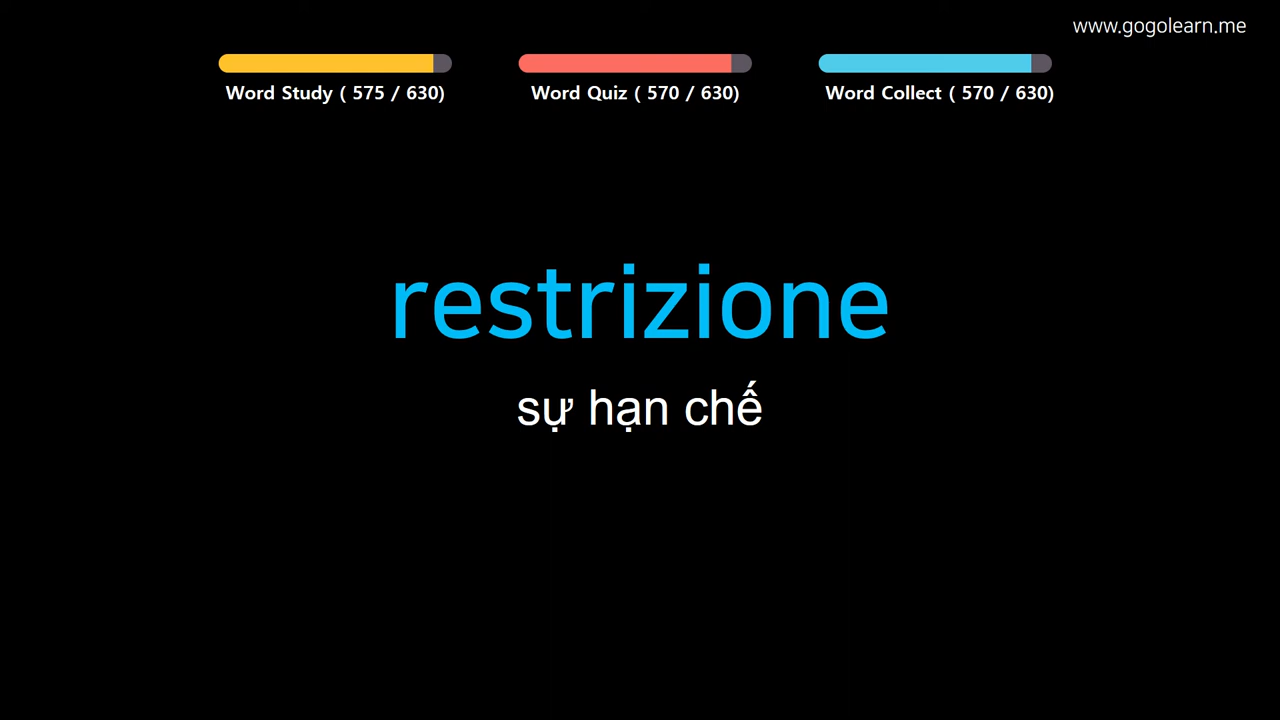 www.gogolearn.me
Word Study ( 575 / 630)
Word Quiz ( 570 / 630)
Word Collect ( 570 / 630)
restrizione
sự hạn chế